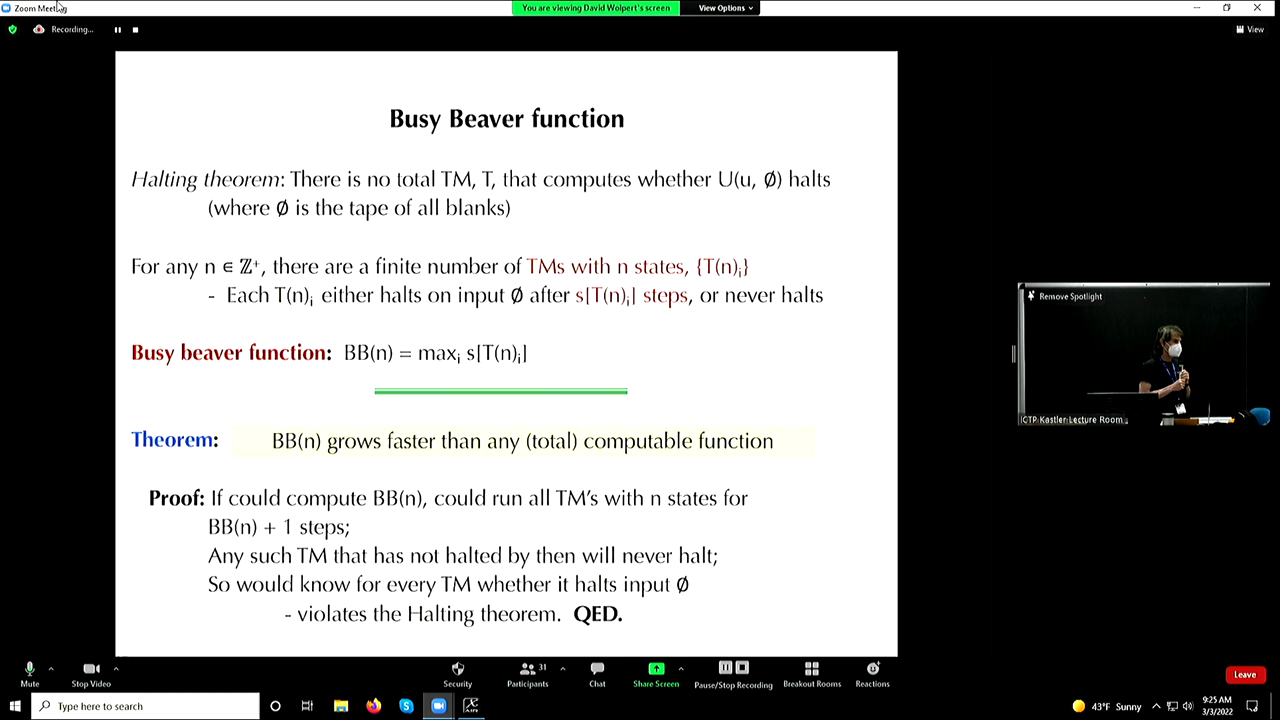 Zoom Meeting
You are viewing David Wolpert's screen
View Options
Recording...
View
Busy Beaver function
Halting theorem: There is no total TM, T, that computes whether U(u, ∅) halts
(where ∅ is the tape of all blanks)
For any n ∈ ℤ⁺, there are a finite number of TMs with n states, {T(n)ᵢ}
- Each T(n)ᵢ either halts on input ∅ after s[T(n)ᵢ] steps, or never halts
Busy beaver function: BB(n) = maxᵢ s[T(n)ᵢ]
Theorem: BB(n) grows faster than any (total) computable function
Proof: If could compute BB(n), could run all TM's with n states for
BB(n) + 1 steps;
Any such TM that has not halted by then will never halt;
So would know for every TM whether it halts input ∅
- violates the Halting theorem. QED.
Remove Spotlight
ICTP Kastler Lecture Room
Mute
Stop Video
Security
31
Participants
Chat
Share Screen
Pause/Stop Recording
Breakout Rooms
Reactions
Leave
Type here to search
43°F Sunny
9:25 AM
3/3/2022